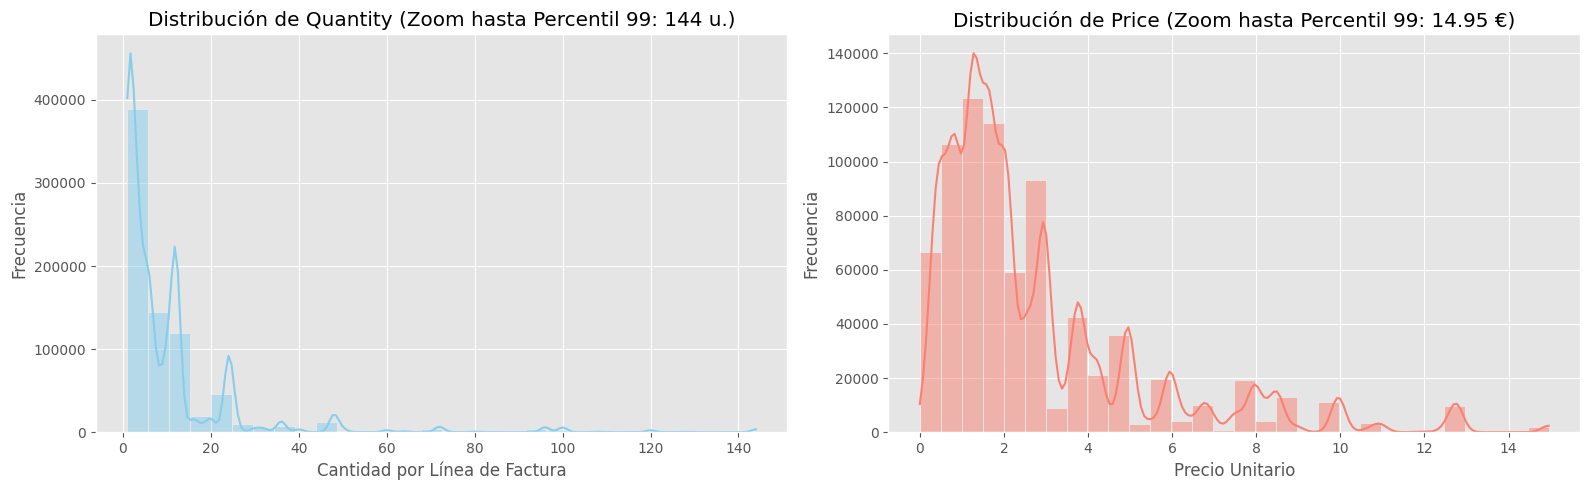 Distribución de Quantity (Zoom hasta Percentil 99: 144 u.)
Frecuencia
400000
300000
200000
100000
0
0 20 40 60 80 100 120 140
Cantidad por Línea de Factura
Distribución de Price (Zoom hasta Percentil 99: 14.95 €)
Frecuencia
140000
120000
100000
80000
60000
40000
20000
0
0 2 4 6 8 10 12 14
Precio Unitario